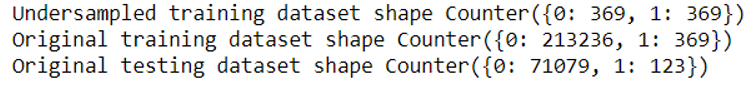 Undersampled training dataset shape Counter({0: 369, 1: 369})
Original training dataset shape Counter({0: 213236, 1: 369})
Original testing dataset shape Counter({0: 71079, 1: 123})